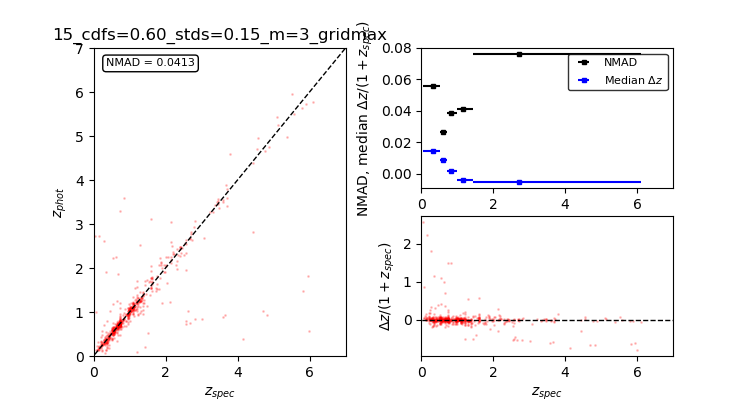 15_cdfs=0.60_stds=0.15_m=3_gridmax
NMAD = 0.0413
7
6
5
4
3
2
1
0
0 2 4 6
z_phot
z_spec
NMAD, median Δz/(1 + z_spec)
0.08
0.06
0.04
0.02
0.00
NMAD
Median Δz
0 2 4 6
Δz/(1 + z_spec)
2
1
0
0 2 4 6
z_spec